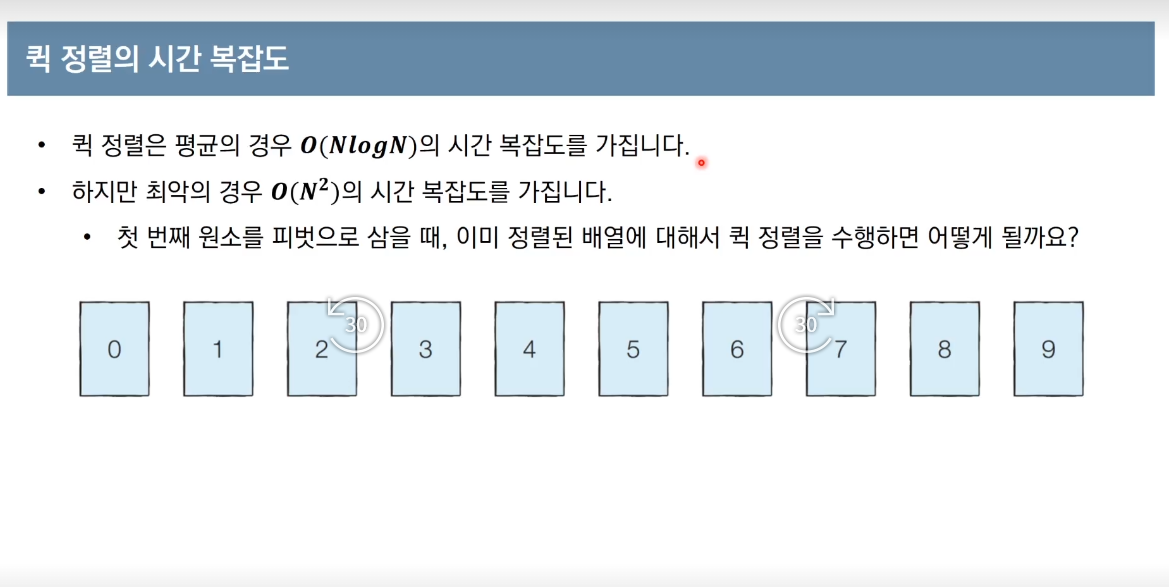 퀵 정렬의 시간 복잡도
• 퀵 정렬은 평균의 경우 O(NlogN)의 시간 복잡도를 가집니다.
• 하지만 최악의 경우 O(N²)의 시간 복잡도를 가집니다.
• 첫 번째 원소를 피벗으로 삼을 때, 이미 정렬된 배열에 대해서 퀵 정렬을 수행하면 어떻게 될까요?
30 30
0 1 2 3 4 5 6 7 8 9